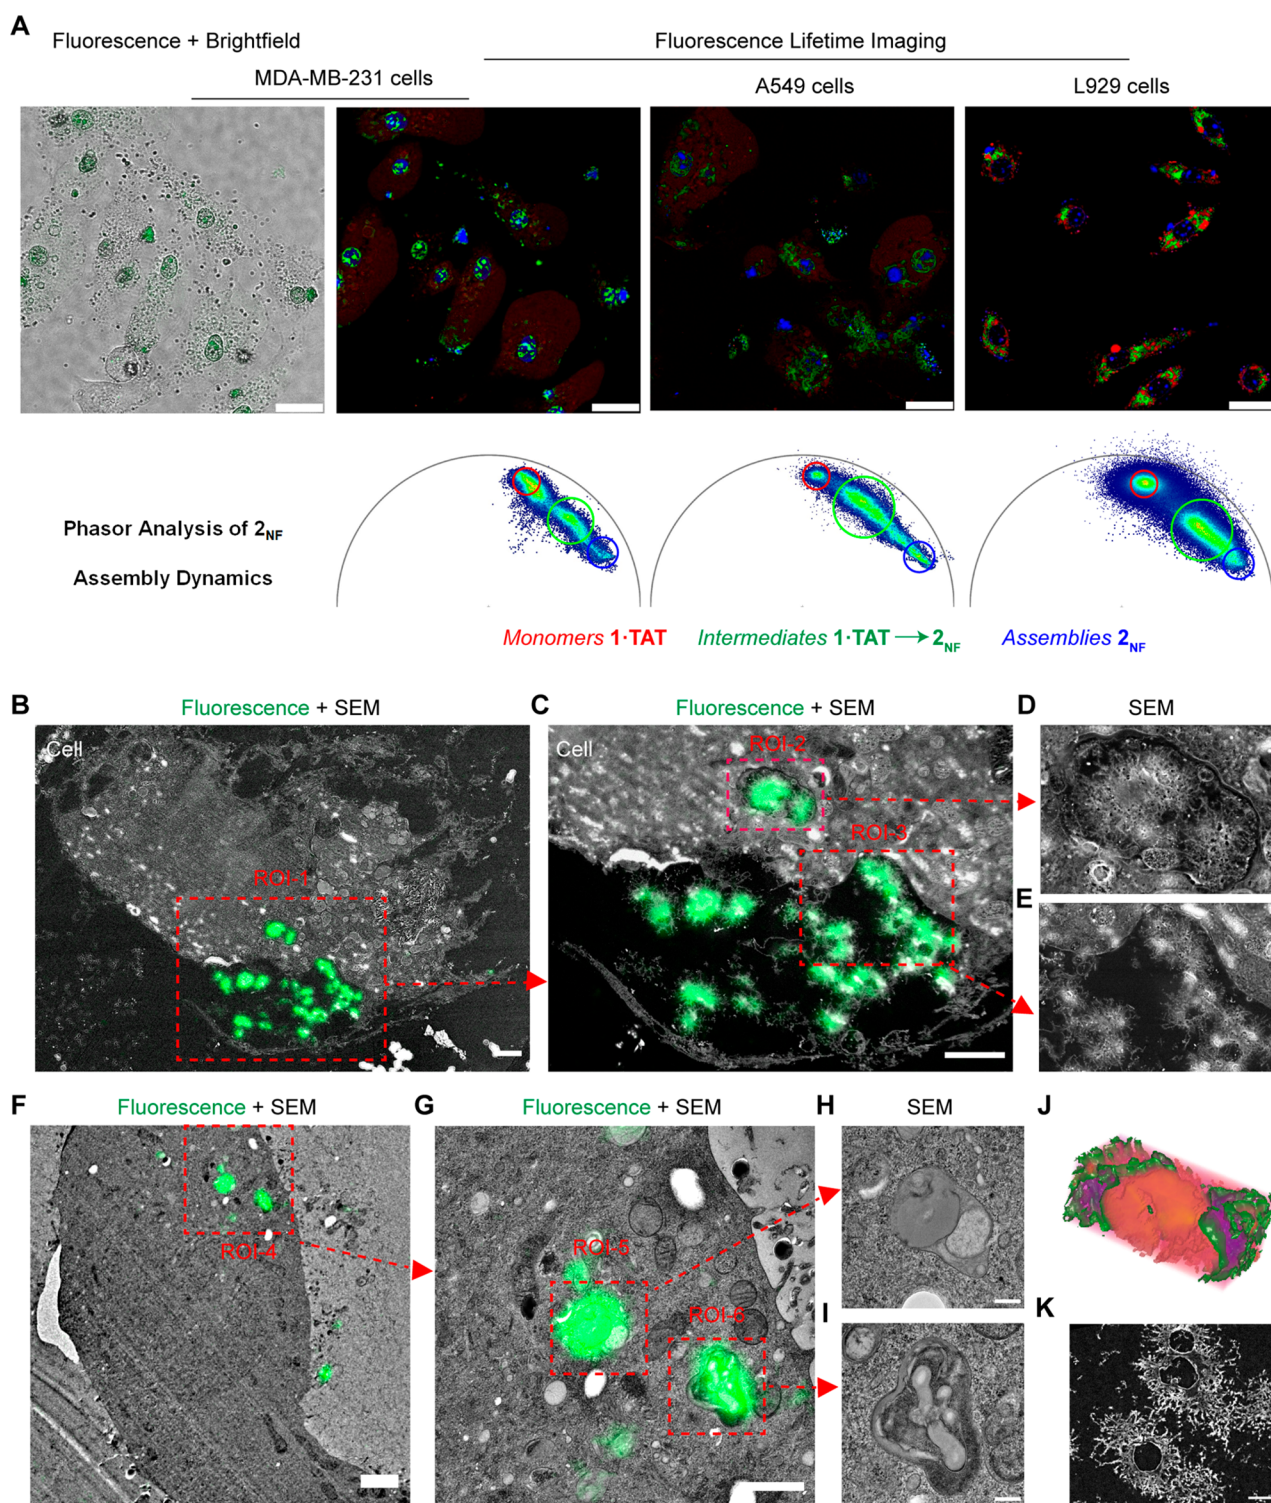 A
Fluorescence + Brightfield
Fluorescence Lifetime Imaging
MDA-MB-231 cells
A549 cells
L929 cells
Phasor Analysis of 2NF
Assembly Dynamics
Monomers 1·TAT
Intermediates 1·TAT → 2NF
Assemblies 2NF
B
Fluorescence + SEM
C
Fluorescence + SEM
D
SEM
Cell
ROI-1
Cell
ROI-2
ROI-3
E
F
Fluorescence + SEM
G
Fluorescence + SEM
H
SEM
J
ROI-4
ROI-5
ROI-6
I
K